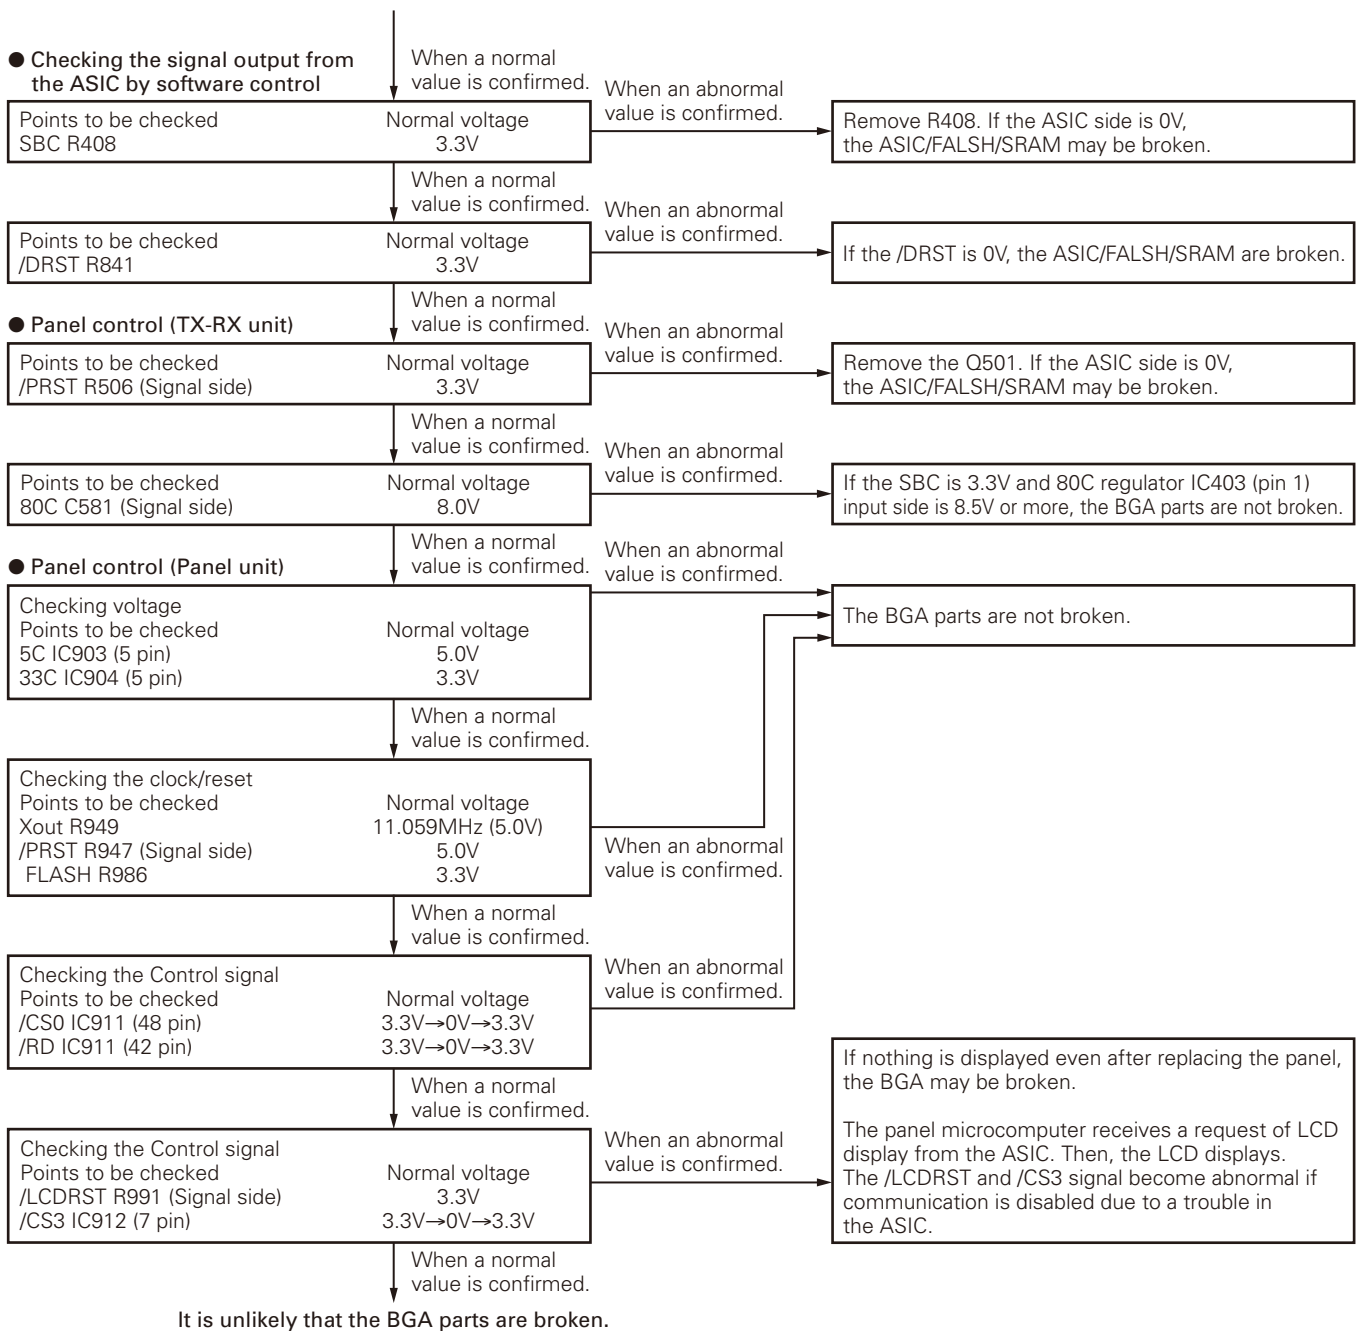 ● Checking the signal output from
the ASIC by software control
When a normal
value is confirmed.
Points to be checked Normal voltage
SBC R408 3.3V
When an abnormal
value is confirmed.
Remove R408. If the ASIC side is 0V,
the ASIC/FALSH/SRAM may be broken.
When a normal
value is confirmed.
Points to be checked Normal voltage
/DRST R841 3.3V
When an abnormal
value is confirmed.
If the /DRST is 0V, the ASIC/FALSH/SRAM are broken.
When a normal
value is confirmed.
● Panel control (TX-RX unit)
Points to be checked Normal voltage
/PRST R506 (Signal side) 3.3V
When an abnormal
value is confirmed.
Remove the Q501. If the ASIC side is 0V,
the ASIC/FALSH/SRAM may be broken.
When a normal
value is confirmed.
Points to be checked Normal voltage
80C C581 (Signal side) 8.0V
When an abnormal
value is confirmed.
If the SBC is 3.3V and 80C regulator IC403 (pin 1)
input side is 8.5V or more, the BGA parts are not broken.
When a normal
value is confirmed.
● Panel control (Panel unit)
Checking voltage
Points to be checked Normal voltage
5C IC903 (5 pin) 5.0V
33C IC904 (5 pin) 3.3V
When an abnormal
value is confirmed.
The BGA parts are not broken.
When a normal
value is confirmed.
Checking the clock/reset
Points to be checked Normal voltage
Xout R949 11.059MHz (5.0V)
/PRST R947 (Signal side) 5.0V
FLASH R986 3.3V
When an abnormal
value is confirmed.
When a normal
value is confirmed.
Checking the Control signal
Points to be checked Normal voltage
/CS0 IC911 (48 pin) 3.3V→0V→3.3V
/RD IC911 (42 pin) 3.3V→0V→3.3V
When an abnormal
value is confirmed.
When a normal
value is confirmed.
Checking the Control signal
Points to be checked Normal voltage
/LCDRST R991 (Signal side) 3.3V
/CS3 IC912 (7 pin) 3.3V→0V→3.3V
When an abnormal
value is confirmed.
If nothing is displayed even after replacing the panel,
the BGA may be broken.
The panel microcomputer receives a request of LCD
display from the ASIC. Then, the LCD displays.
The /LCDRST and /CS3 signal become abnormal if
communication is disabled due to a trouble in
the ASIC.
When a normal
value is confirmed.
It is unlikely that the BGA parts are broken.